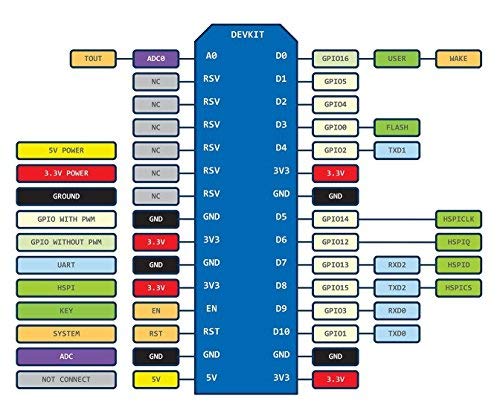 DEVKIT
TOUT ADC0 A0 D0 GPIO16 USER WAKE
NC RSV D1 GPIO5
NC RSV D2 GPIO4
NC RSV D3 GPIO0 FLASH
5V POWER NC RSV D4 GPIO2 TXD1
3.3V POWER NC RSV 3V3 3.3V
GROUND NC RSV GND GND
GPIO WITH PWM GND GND D5 GPIO14 HSPICLK
GPIO WITHOUT PWM 3.3V 3V3 D6 GPIO12 HSPIQ
UART GND GND D7 GPIO13 RXD2 HSPID
HSPI 3.3V 3V3 D8 GPIO15 TXD2 HSPICS
KEY EN EN D9 GPIO3 RXD0
SYSTEM RST RST D10 GPIO1 TXD0
ADC GND GND GND GND
NOT CONNECT 5V 5V 3V3 3.3V